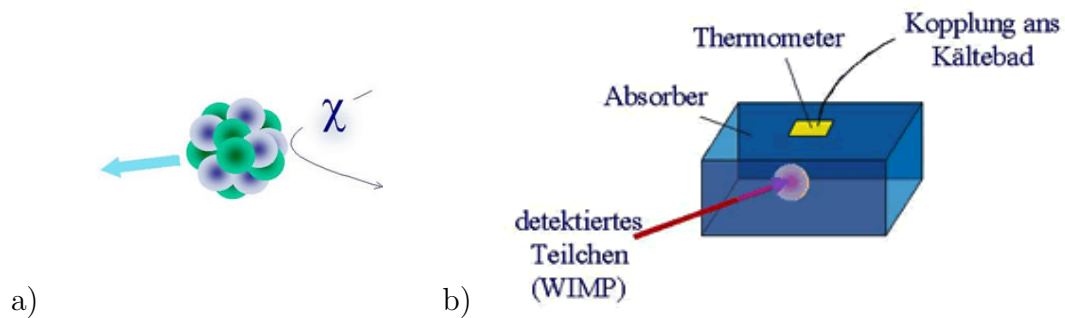 χ
a)
Thermometer
Kopplung ans
Kältebad
Absorber
detektiertes
Teilchen
(WIMP)
b)